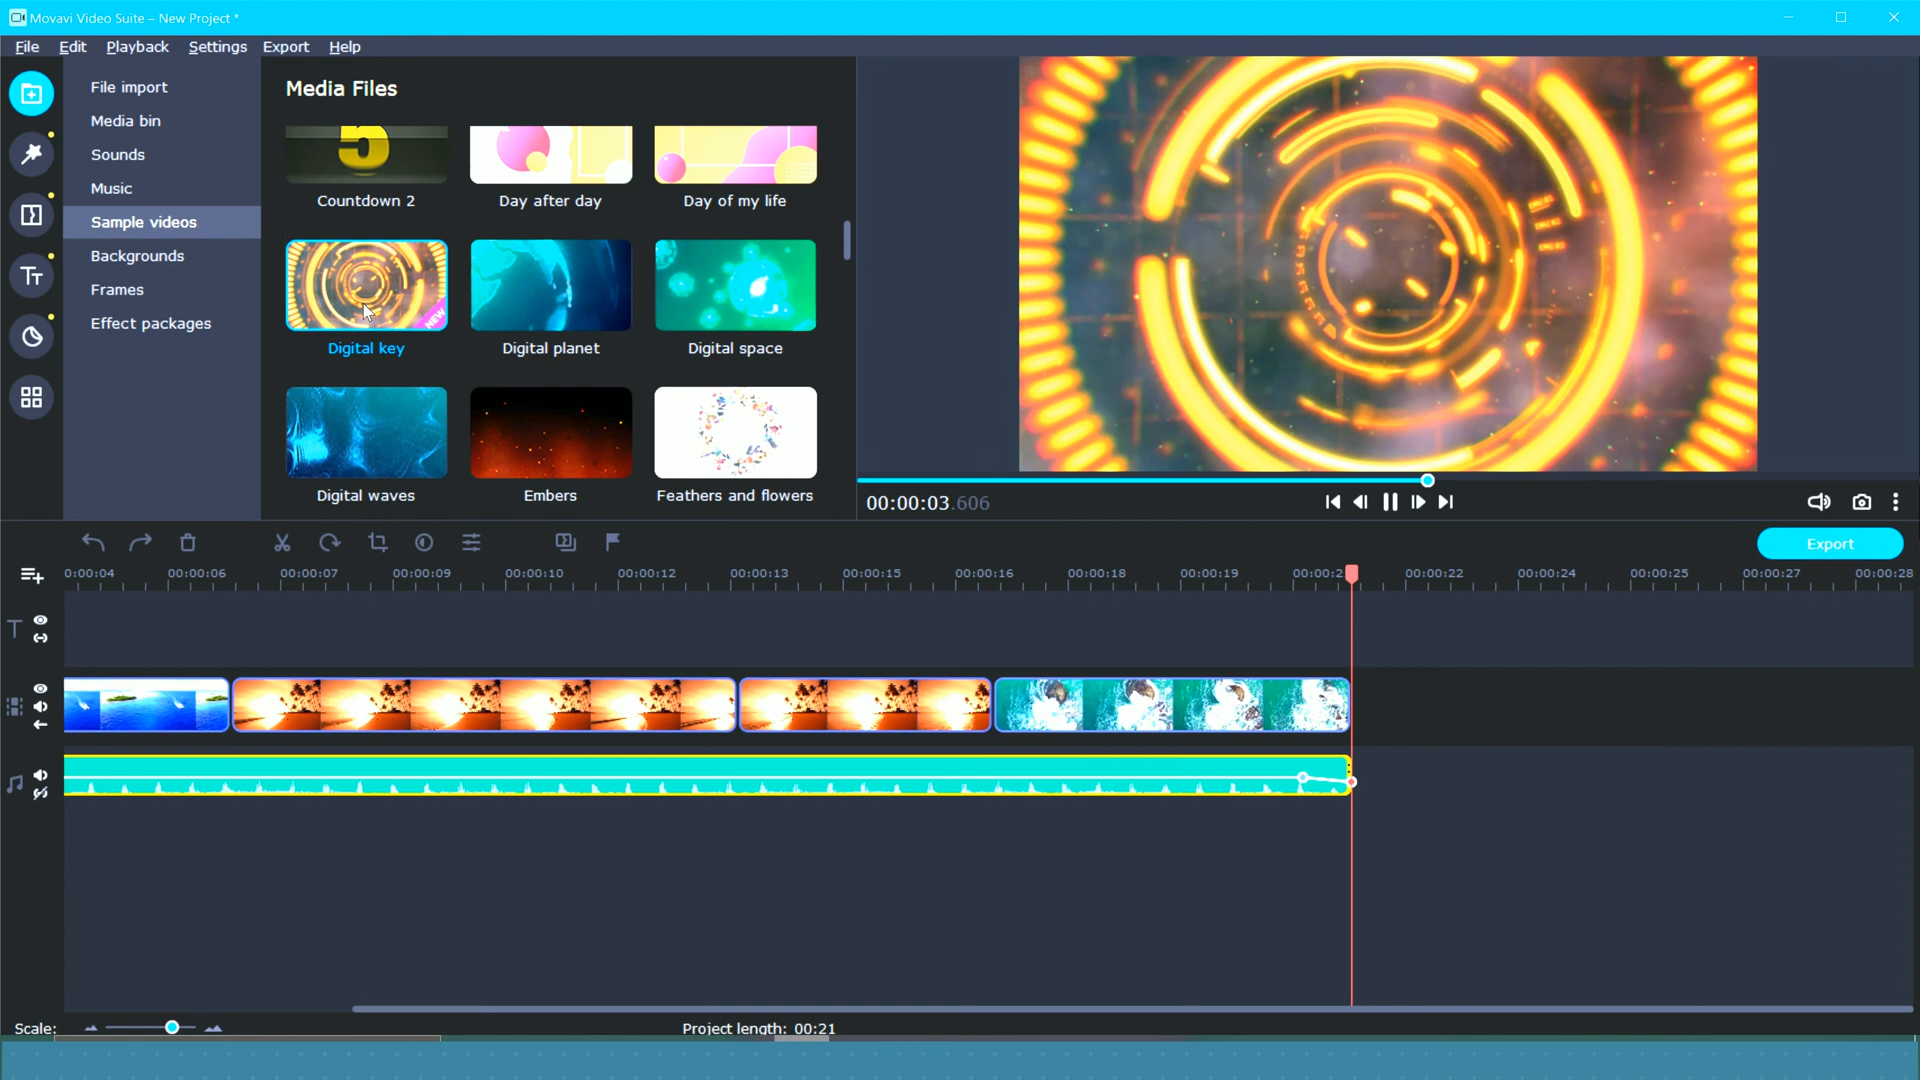 Movavi Video Suite – New Project *
File Edit Playback Settings Export Help
File import
Media bin
Sounds
Music
Sample videos
Backgrounds
Frames
Effect packages
Media Files
5
Countdown 2
Day after day
Day of my life
NEW
Digital key
Digital planet
Digital space
Digital waves
Embers
Feathers and flowers
00:00:03.606
Export
0:00:04 00:00:06 00:00:07 00:00:09 00:00:10 00:00:12 00:00:13 00:00:15 00:00:16 00:00:18 00:00:19 00:00:2 00:00:22 00:00:24 00:00:25 00:00:27 00:00:28
Scale:
Project length: 00:21